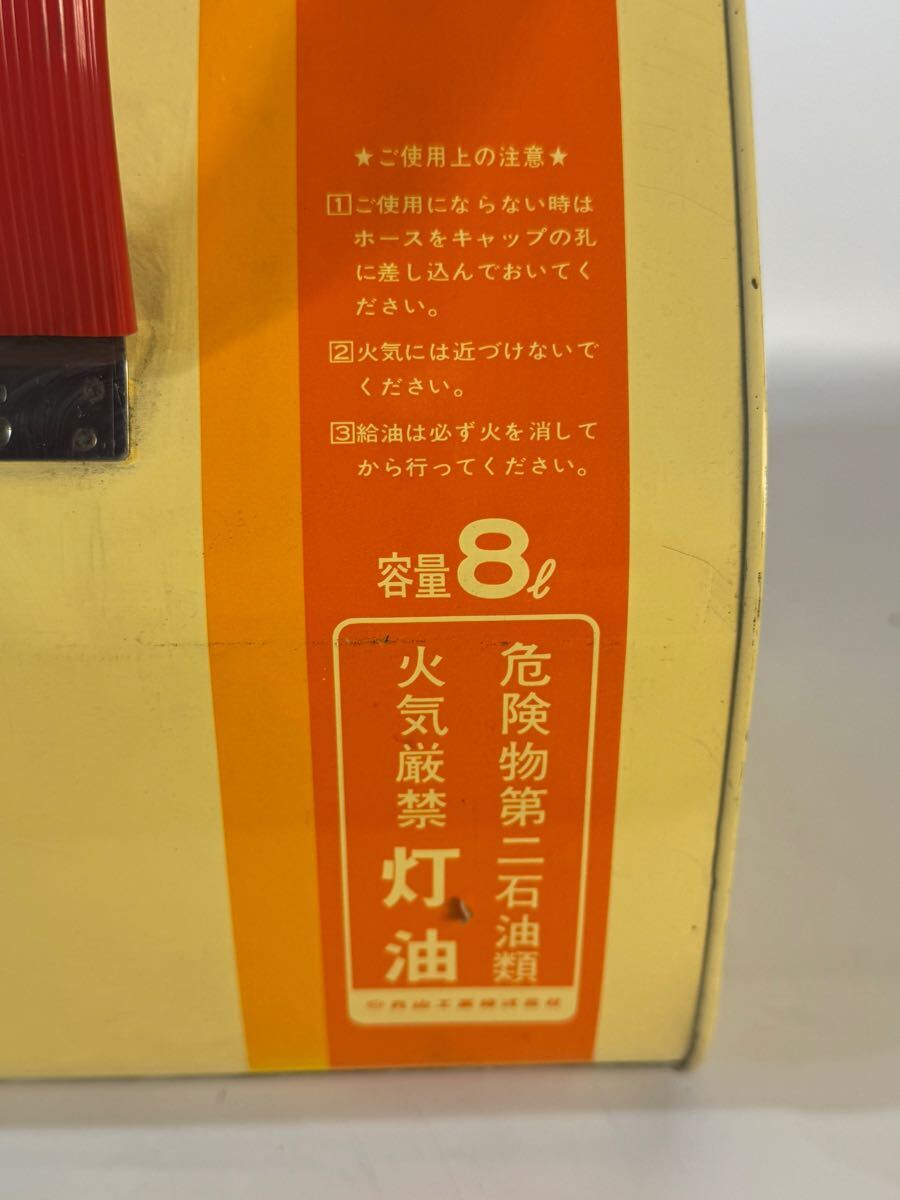 ★ご使用上の注意★
1ご使用にならない時は
ホースをキャップの孔
に差し込んでおいてく
ださい。
2火気には近づけないで
ください。
3給油は必ず火を消して
から行ってください。
容量8ℓ
危険物第二石油類
火気厳禁
灯油